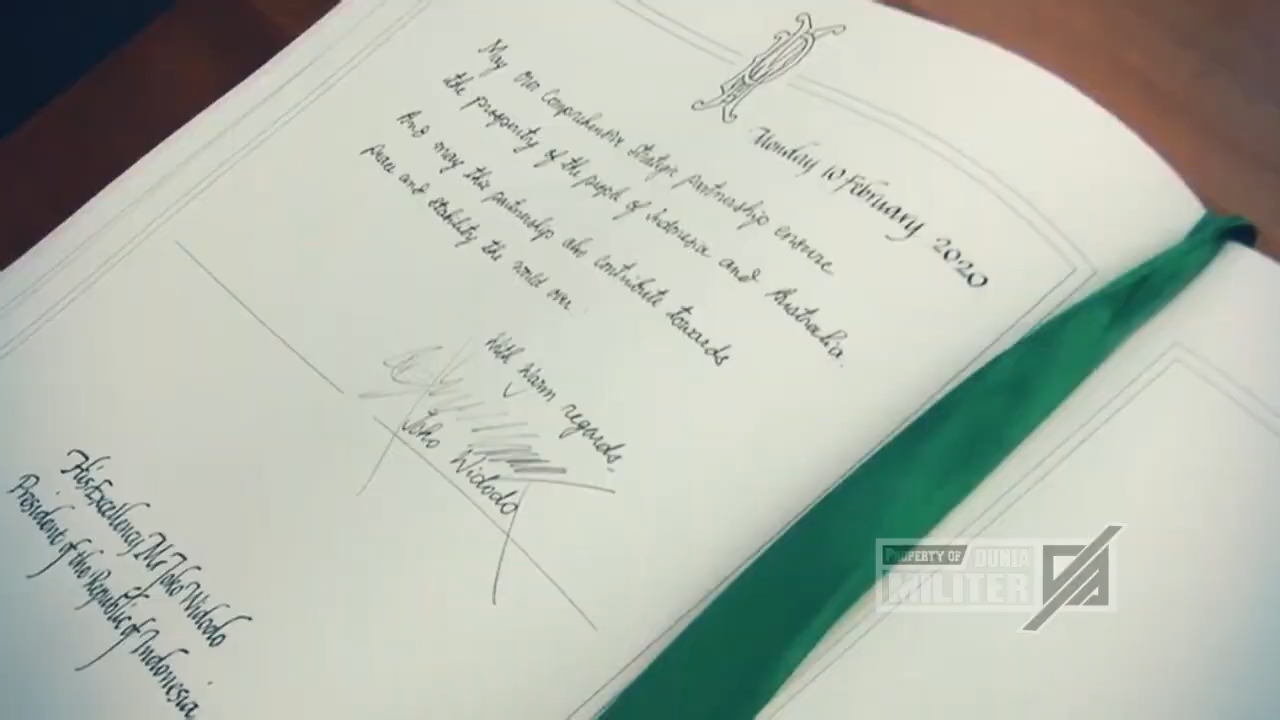 Monday 10 February 2020
May our Comprehensive Strategic partnership ensure
the prosperity of the people of Indonesia and Australia.
And may this partnership also contribute towards
peace and stability the world over.
With warm regards,
Joko Widodo
His Excellency Mr Joko Widodo
President of the Republic of Indonesia
PROPERTY OF DUNIA
MILITER